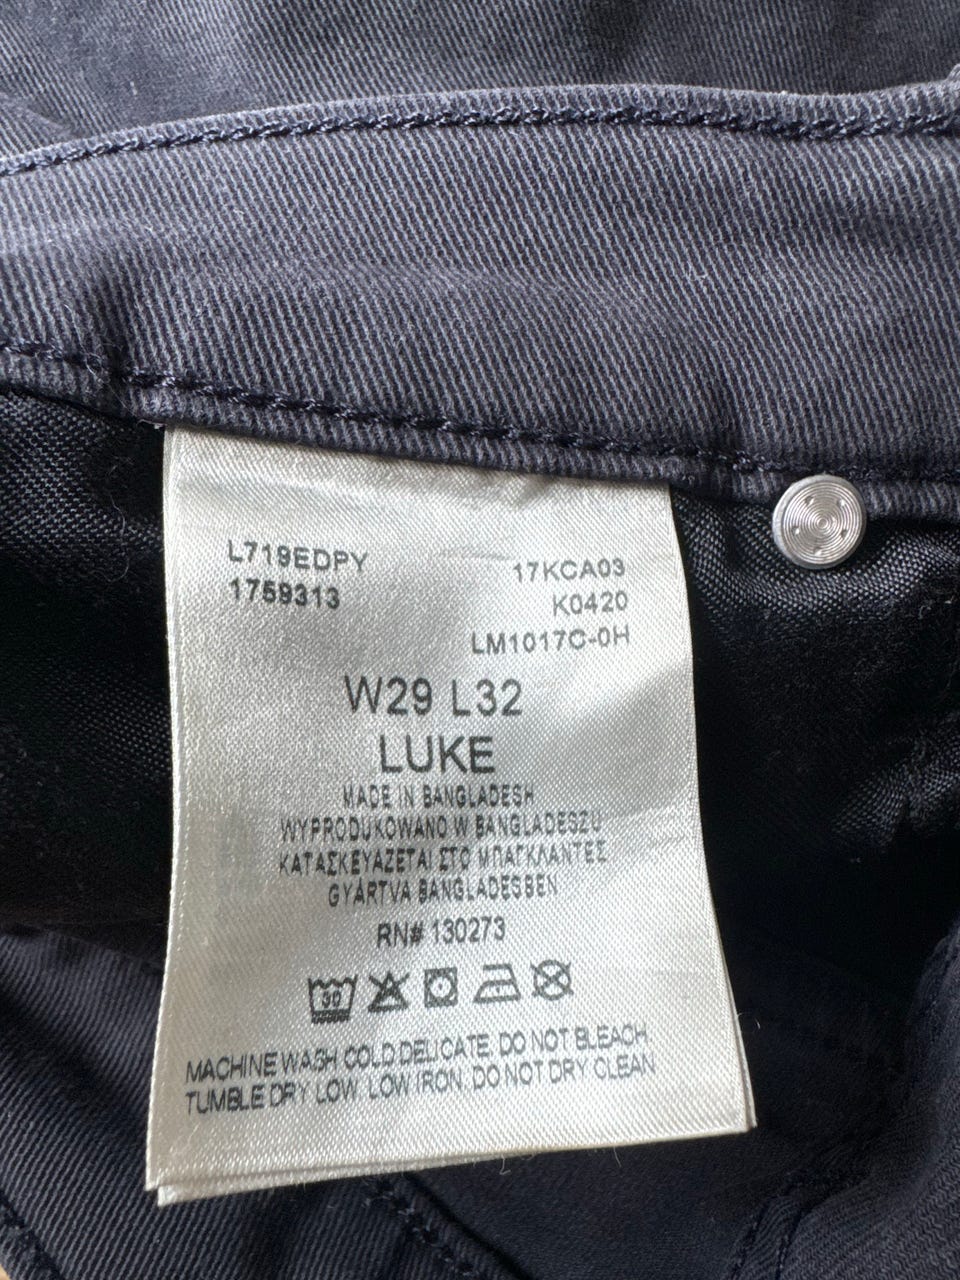 L719EDPY 17KCA03
1759313 K0420
LM1017C-0H
W29 L32
LUKE
MADE IN BANGLADESH
WYPRODUKOWANO W BANGLADESZU
ΚΑΤΑΣΚΕΥΑΖΕΤΑΙ ΣΤΟ ΜΠΑΓΚΛΑΝΤΕΣ
GYÁRTVA BANGLADESBEN
RN# 130273
30
MACHINE WASH COLD DELICATE. DO NOT BLEACH.
TUMBLE DRY LOW. LOW IRON. DO NOT DRY CLEAN